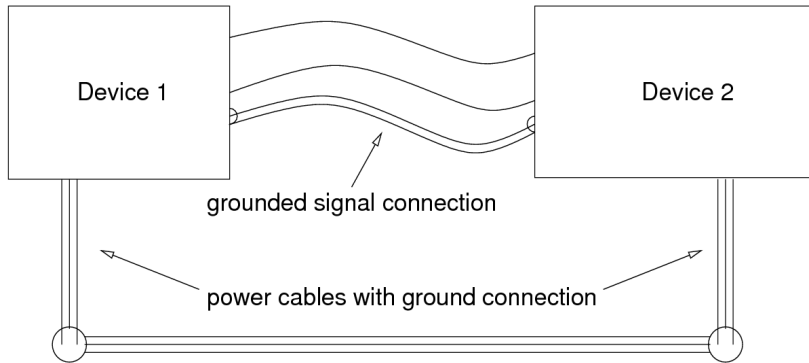 Device 1
Device 2
grounded signal connection
power cables with ground connection